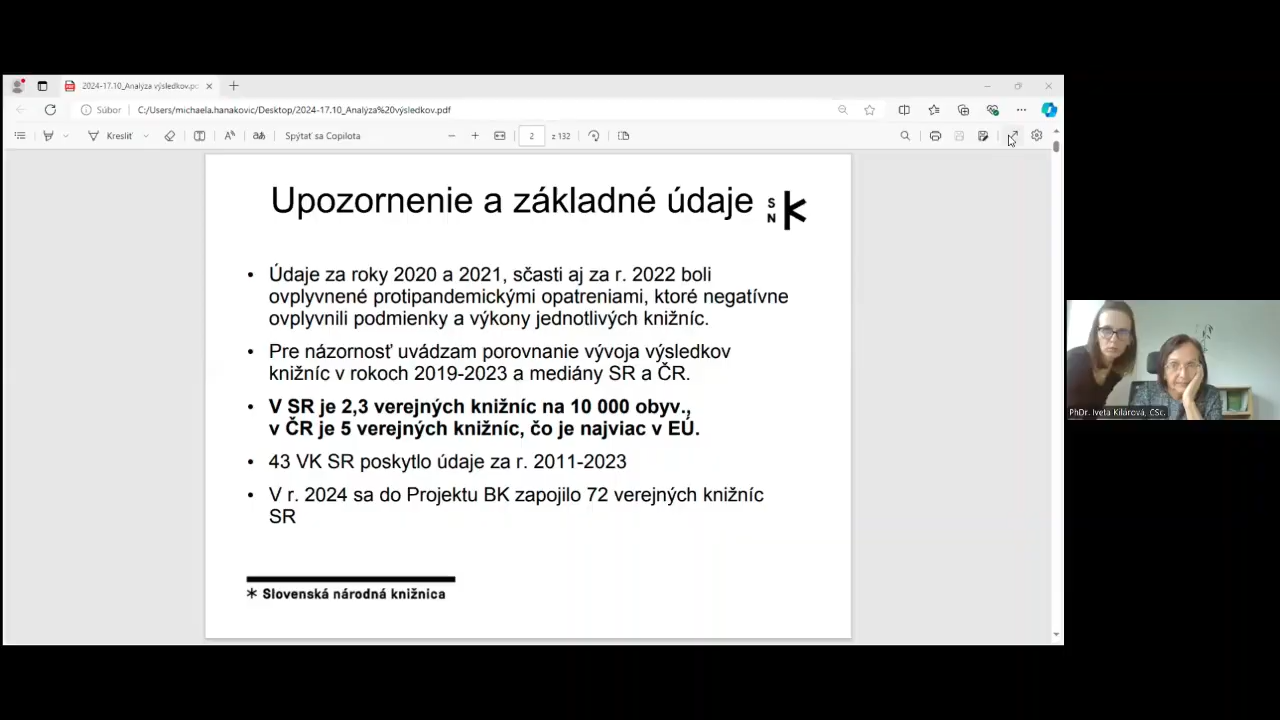 2024-17.10_Analýza výsledkov.pc
Súbor
C:/Users/michaela.hanakovic/Desktop/2024-17.10_Analýza%20výsledkov.pdf
Kresliť
Spýtať sa Copilota
2
z 132
Upozornenie a základné údaje
S
N
k
• Údaje za roky 2020 a 2021, sčasti aj za r. 2022 boli
ovplyvnené protipandemickými opatreniami, ktoré negatívne
ovplyvnili podmienky a výkony jednotlivých knižníc.
• Pre názornosť uvádzam porovnanie vývoja výsledkov
knižníc v rokoch 2019-2023 a mediány SR a ČR.
• V SR je 2,3 verejných knižníc na 10 000 obyv.,
v ČR je 5 verejných knižníc, čo je najviac v EÚ.
• 43 VK SR poskytlo údaje za r. 2011-2023
• V r. 2024 sa do Projektu BK zapojilo 72 verejných knižníc
SR
* Slovenská národná knižnica
PhDr. Iveta Kilárová, CSc.